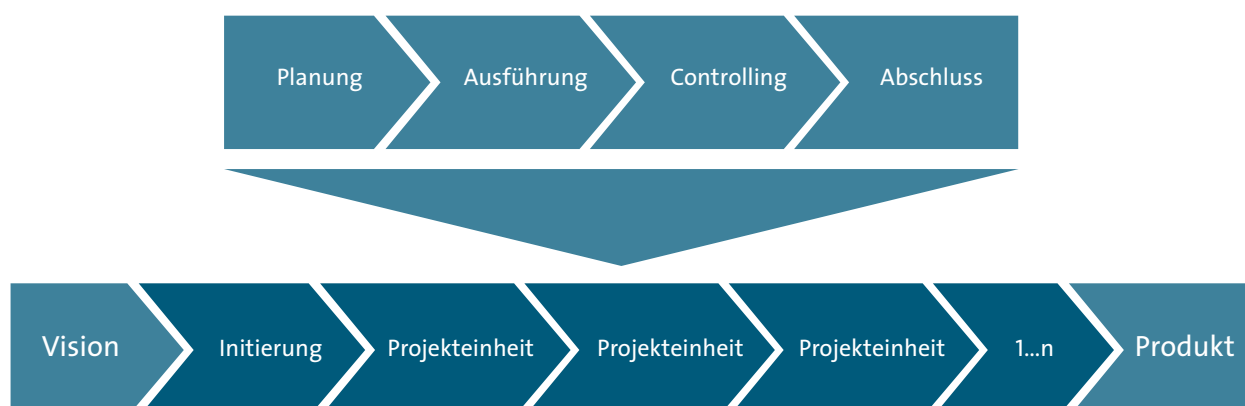 Planung Ausführung Controlling Abschluss
Vision Initierung Projekteinheit Projekteinheit Projekteinheit 1...n Produkt